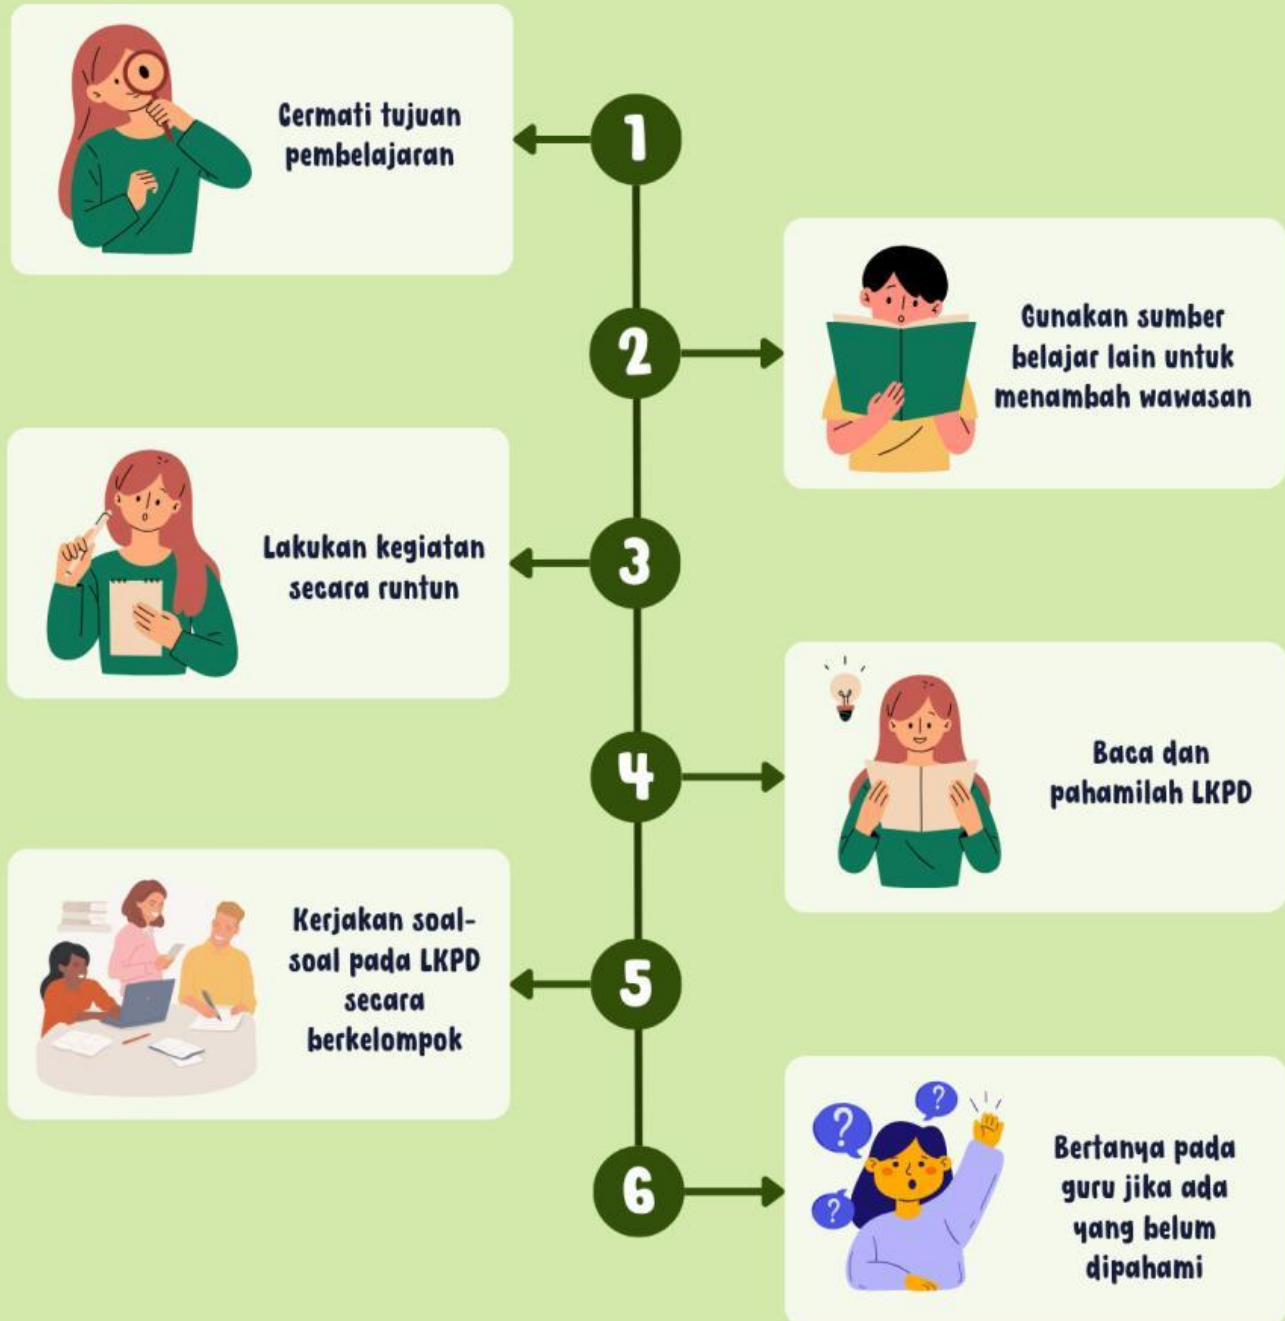 1
Cermati tujuan
pembelajaran
2
Gunakan sumber
belajar lain untuk
menambah wawasan
3
Lakukan kegiatan
secara runtun
4
Baca dan
pahamilah LKPD
5
Kerjakan soal-
soal pada LKPD
secara
berkelompok
6
? ? ?
Bertanya pada
guru jika ada
yang belum
dipahami